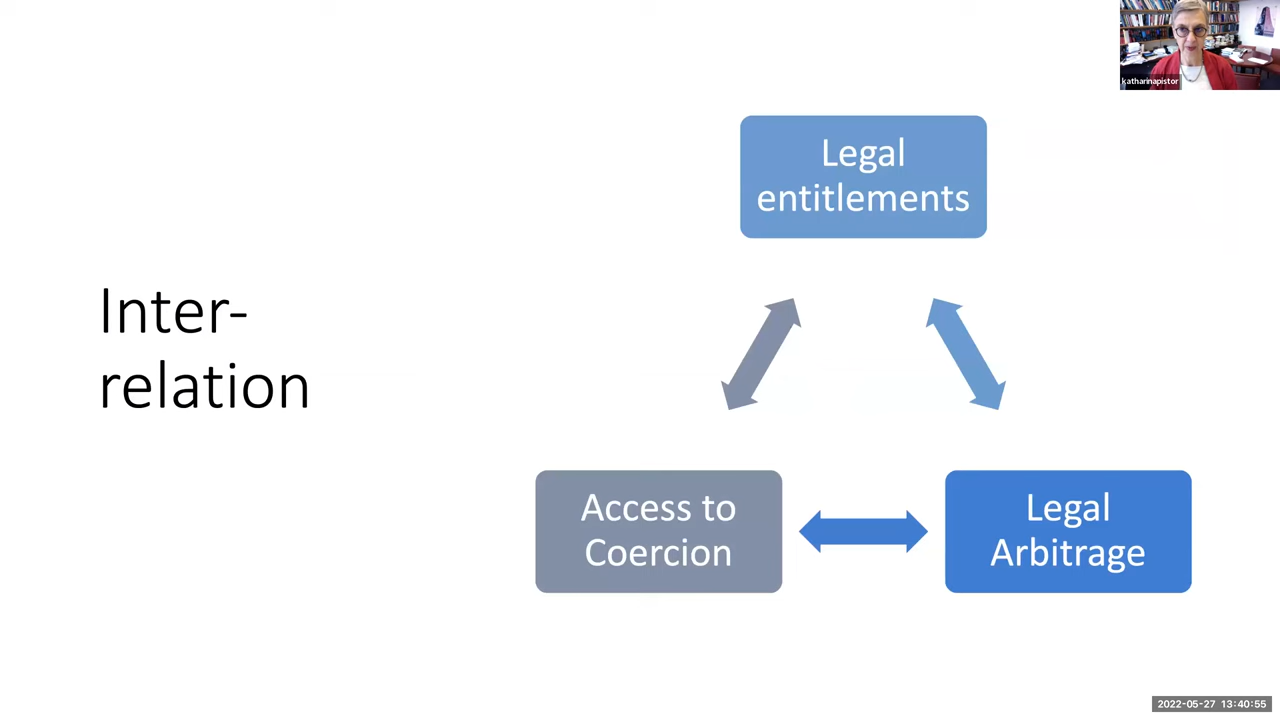 katharinapistor
Legal
entitlements
Inter-
relation
Access to
Coercion
Legal
Arbitrage
2022-05-27 13:40:55